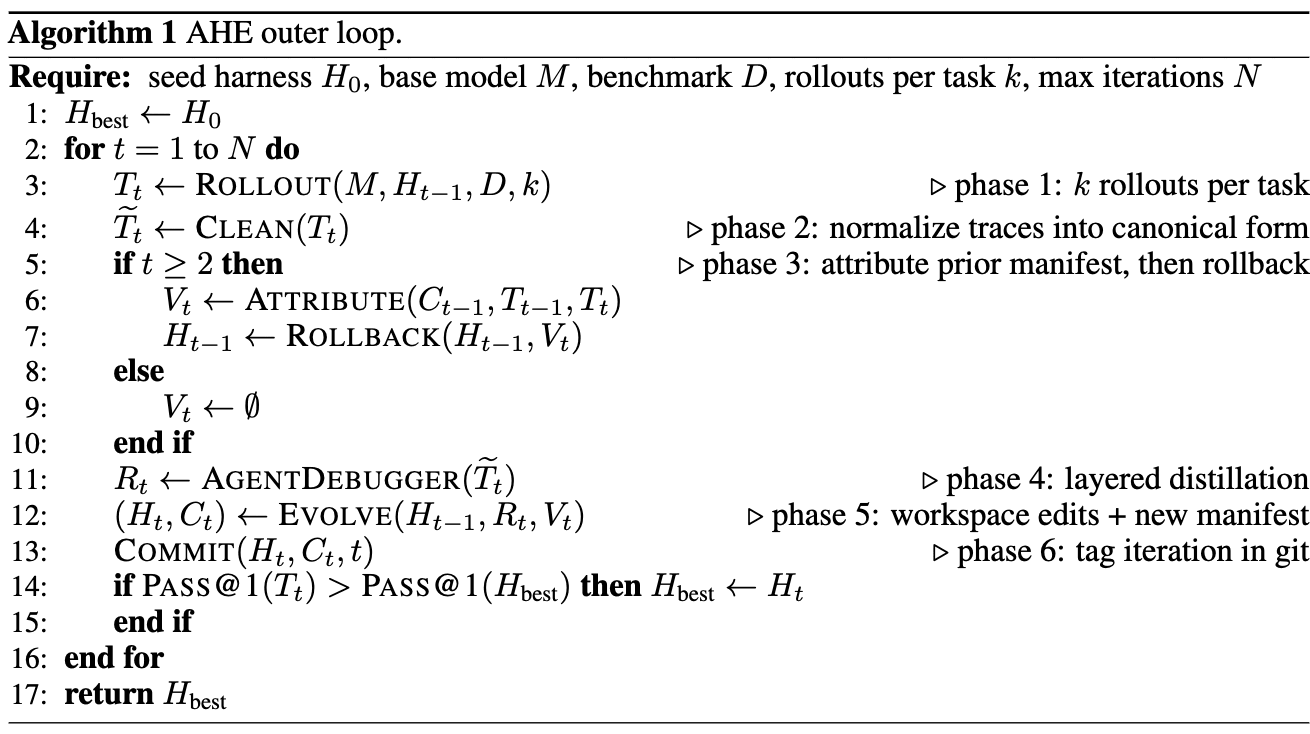 Algorithm 1 AHE outer loop.
Require: seed harness H₀, base model M, benchmark D, rollouts per task k, max iterations N
1: H_best ← H₀
2: for t = 1 to N do
3: T_t ← ROLLOUT(M, H_{t−1}, D, k) ▷ phase 1: k rollouts per task
4: T̃_t ← CLEAN(T_t) ▷ phase 2: normalize traces into canonical form
5: if t ≥ 2 then ▷ phase 3: attribute prior manifest, then rollback
6: V_t ← ATTRIBUTE(C_{t−1}, T_{t−1}, T_t)
7: H_{t−1} ← ROLLBACK(H_{t−1}, V_t)
8: else
9: V_t ← ∅
10: end if
11: R_t ← AGENTDEBUGGER(T̃_t) ▷ phase 4: layered distillation
12: (H_t, C_t) ← EVOLVE(H_{t−1}, R_t, V_t) ▷ phase 5: workspace edits + new manifest
13: COMMIT(H_t, C_t, t) ▷ phase 6: tag iteration in git
14: if PASS@1(T_t) > PASS@1(H_best) then H_best ← H_t
15: end if
16: end for
17: return H_best